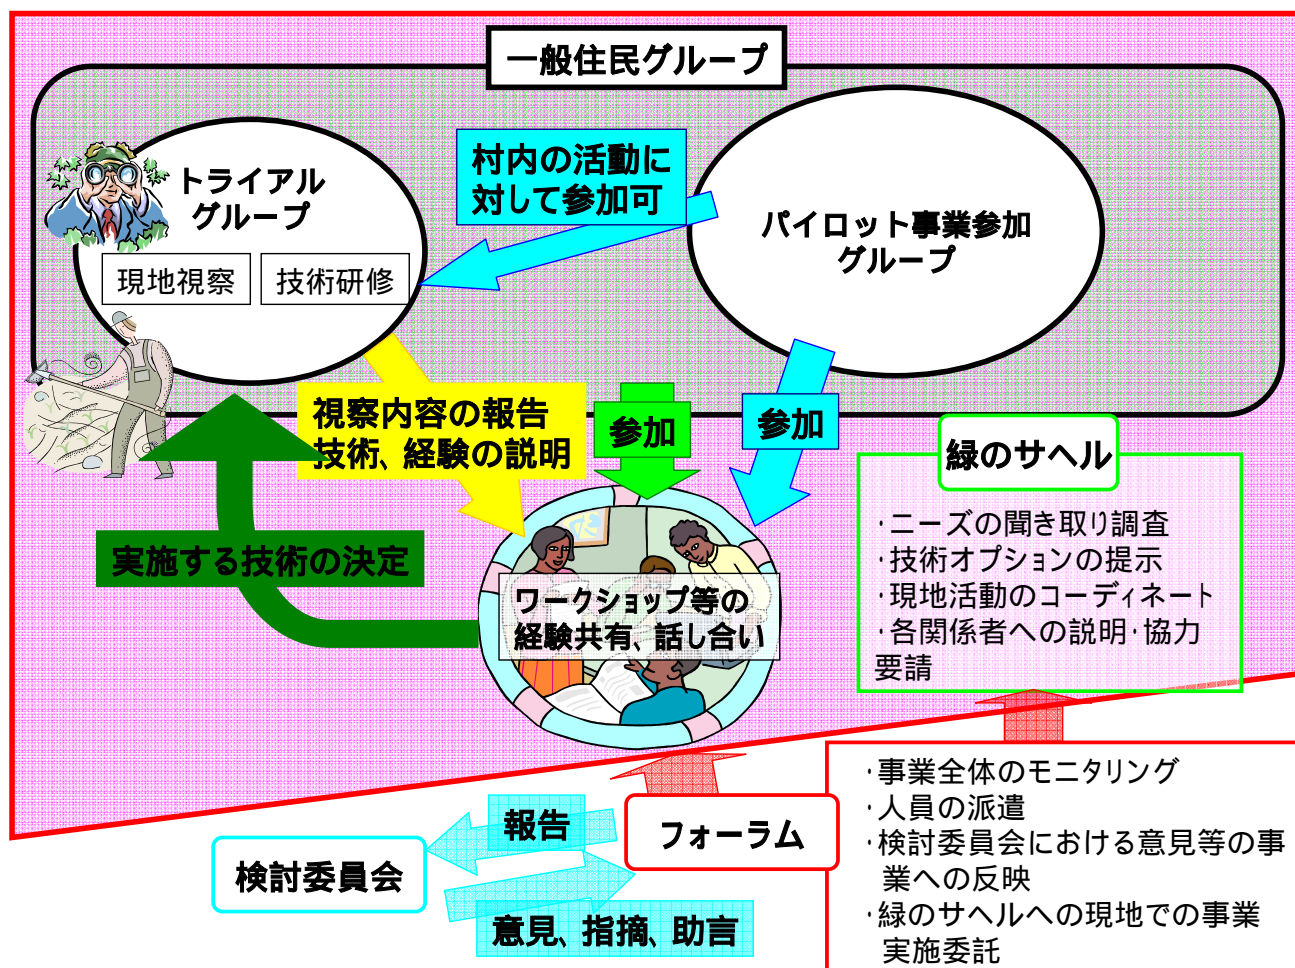 一般住民グループ
村内の活動に
対して参加可
トライアル
グループ
現地視察
技術研修
パイロット事業参加
グループ
視察内容の報告
技術、経験の説明
参加
参加
緑のサヘル
・ニーズの聞き取り調査
・技術オプションの提示
・現地活動のコーディネート
・各関係者への説明・協力
要請
実施する技術の決定
ワークショップ等の
経験共有、話し合い
・事業全体のモニタリング
・人員の派遣
・検討委員会における意見等の事
業への反映
・緑のサヘルへの現地での事業
実施委託
報告
フォーラム
検討委員会
意見、指摘、助言